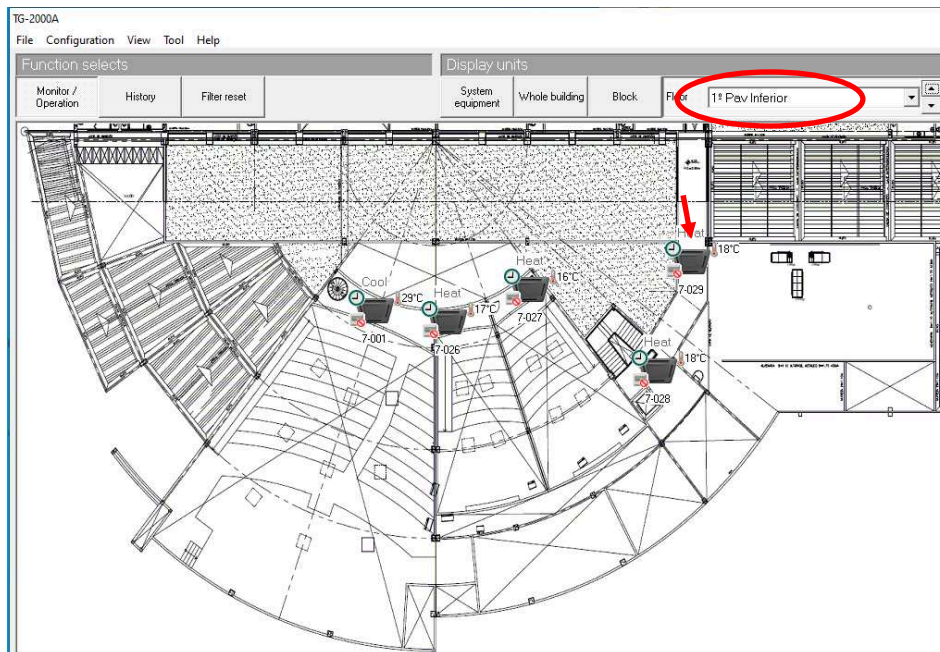 TG-2000A
File Configuration View Tool Help
Function selects
Display units
Monitor / Operation
History
Filter reset
System equipment
Whole building
Block
Floor
1º Pav Inferior
Heat
18°C
7-029
Cool
29°C
7-001
Heat
17°C
7-026
Heat
16°C
7-027
Heat
18°C
7-028